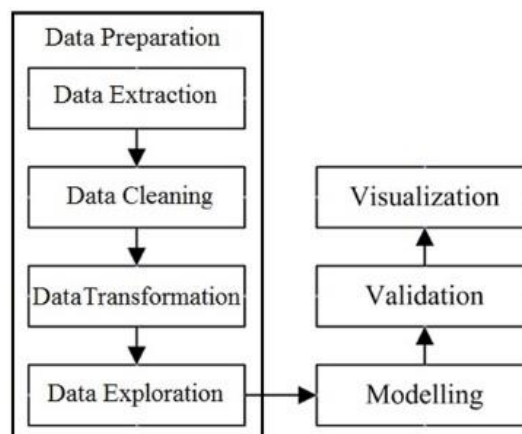 Data Preparation
Data Extraction
Data Cleaning
DataTransformation
Data Exploration
Visualization
Validation
Modelling